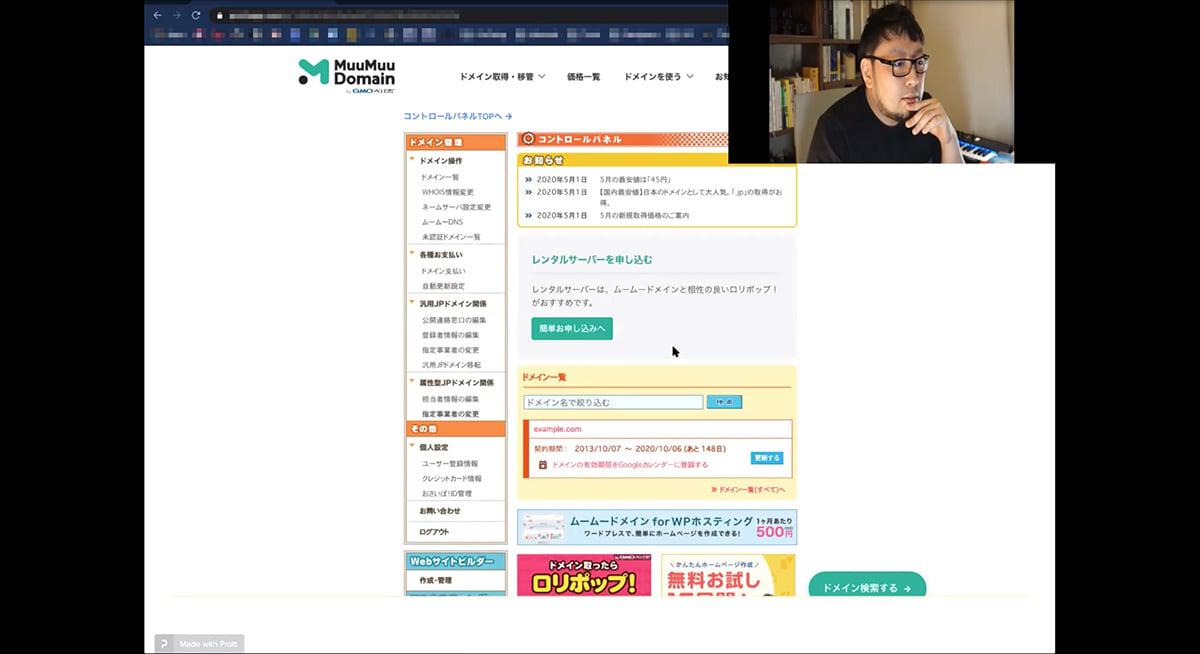 MuuMuu
Domain
by GMO ペパボ
ドメイン取得・移管
価格一覧
ドメインを使う
お知
コントロールパネルTOPへ →
ドメイン管理
ドメイン操作
ドメイン一覧
WHOIS情報変更
ネームサーバ設定変更
ムームーDNS
未認証ドメイン一覧
各種お支払い
ドメイン支払い
自動更新設定
汎用JPドメイン関係
公開連絡窓口の編集
登録者情報の編集
指定事業者の変更
汎用JPドメイン移転
属性型JPドメイン関係
担当者情報の編集
指定事業者の変更
その他
個人設定
ユーザー登録情報
クレジットカード情報
おさいぽ!ID管理
お問い合わせ
ログアウト
Webサイトビルダー
作成・管理
コントロールパネル
お知らせ
2020年5月1日 5月の最安値は「45円」
2020年5月1日 【国内最安値】日本のドメインとして大人気。「.jp」の取得がお
得。
2020年5月1日 5月の新規取得価格のご案内
レンタルサーバーを申し込む
レンタルサーバーは、ムームードメインと相性の良いロリポップ!
がおすすめです。
簡単お申し込みへ
ドメイン一覧
ドメイン名で絞り込む
検索
example.com
契約期間: 2013/10/07 ～ 2020/10/06 (あと148日)
更新する
ドメインの有効期限をGoogleカレンダーに登録する
ドメイン一覧(すべて)へ
ムームードメイン for WPホスティング
ワードプレスで、簡単にホームページを作成できる!
1ヶ月あたり
500円
by GMOペパボ
ドメイン取ったら
ロリポップ!
かんたんホームページ作成
無料お試し
ドメイン検索する →
Made with Prott